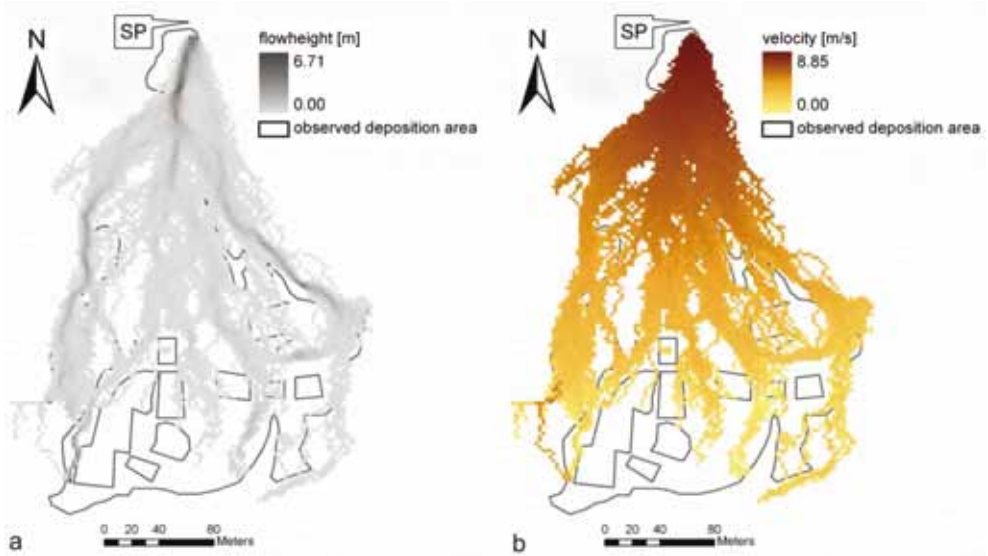 SP
N
flowheight [m]
6.71
0.00
observed deposition area
0 20 40 80
Meters
a
SP
N
velocity [m/s]
8.85
0.00
observed deposition area
0 20 40 80
Meters
b